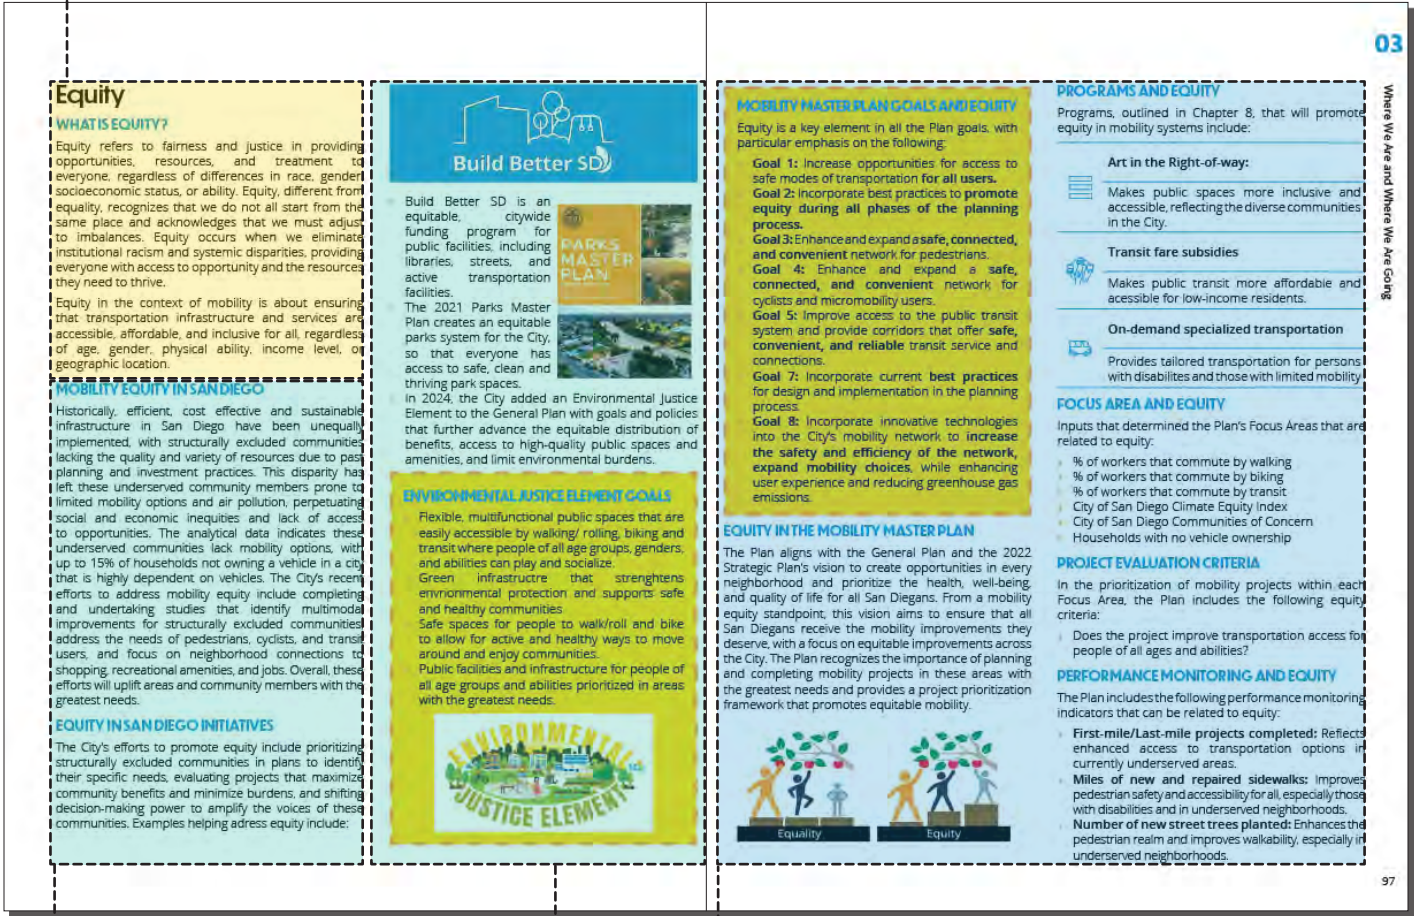 Equity
WHAT IS EQUITY?
Equity refers to fairness and justice in providing
opportunities, resources, and treatment to
everyone, regardless of differences in race, gender
socioeconomic status, or ability. Equity, different from
equality, recognizes that we do not all start from the
same place and acknowledges that we must adjust
to imbalances. Equity occurs when we eliminate
institutional racism and systemic disparities, providing
everyone with access to opportunity and the resources
they need to thrive.
Equity in the context of mobility is about ensuring
that transportation infrastructure and services are
accessible, affordable, and inclusive for all, regardless
of age, gender, physical ability, income level, or
geographic location.
MOBILITY EQUITY IN SAN DIEGO
Historically, efficient, cost effective and sustainable
infrastructure in San Diego have been unequally
implemented, with structurally excluded communities
lacking the quality and variety of resources due to past
planning and investment practices. This disparity has
left these underserved community members prone to
limited mobility options and air pollution, perpetuating
social and economic inequities and lack of access
to opportunities. The analytical data indicates these
underserved communities lack mobility options, with
up to 15% of households not owning a vehicle in a city
that is highly dependent on vehicles. The City's recent
efforts to address mobility equity include completing
and undertaking studies that identify multimodal
improvements for structurally excluded communities
address the needs of pedestrians, cyclists, and transit
users, and focus on neighborhood connections to
shopping, recreational amenities, and jobs. Overall, these
efforts will uplift areas and community members with the
greatest needs.
EQUITY IN SAN DIEGO INITIATIVES
The City's efforts to promote equity include prioritizing
structurally excluded communities in plans to identify
their specific needs, evaluating projects that maximize
community benefits and minimize burdens, and shifting
decision-making power to amplify the voices of these
communities. Examples helping adress equity include:
Build Better SD
Build Better SD is an
equitable, citywide
funding program for
public facilities, including
libraries, streets, and
active transportation
facilities.
The 2021 Parks Master
Plan creates an equitable
parks system for the City,
so that everyone has
access to safe, clean and
thriving park spaces.
PARKS
MASTER
PLAN
In 2024, the City added an Environmental Justice
Element to the General Plan with goals and policies
that further advance the equitable distribution of
benefits, access to high-quality public spaces and
amenities, and limit environmental burdens.
ENVIRONMENTAL JUSTICE ELEMENT GOALS
Flexible, multifunctional public spaces that are
easily accessible by walking/ rolling, biking and
transit where people of all age groups, genders,
and abilities can play and socialize.
Green infrastructre that strenghtens
envrionmental protection and supports safe
and healthy communities
Safe spaces for people to walk/roll and bike
to allow for active and healthy ways to move
around and enjoy communities.
Public facilities and infrastructure for people of
all age groups and abilities prioritized in areas
with the greatest needs.
ENVIRONMENTAL
JUSTICE ELEMENT
MOBILITY MASTER PLAN GOALS AND EQUITY
Equity is a key element in all the Plan goals, with
particular emphasis on the following:
Goal 1: Increase opportunities for access to
safe modes of transportation for all users.
Goal 2: Incorporate best practices to promote
equity during all phases of the planning
process.
Goal 3: Enhance and expand a safe, connected,
and convenient network for pedestrians.
Goal 4: Enhance and expand a safe,
connected, and convenient network for
cyclists and micromobility users.
Goal 5: Improve access to the public transit
system and provide corridors that offer safe,
convenient, and reliable transit service and
connections.
Goal 7: Incorporate current best practices
for design and implementation in the planning
process.
Goal 8: Incorporate innovative technologies
into the City's mobility network to increase
the safety and efficiency of the network,
expand mobility choices, while enhancing
user experience and reducing greenhouse gas
emissions.
EQUITY IN THE MOBILITY MASTER PLAN
The Plan aligns with the General Plan and the 2022
Strategic Plan's vision to create opportunities in every
neighborhood and prioritize the health, well-being,
and quality of life for all San Diegans. From a mobility
equity standpoint, this vision aims to ensure that all
San Diegans receive the mobility improvements they
deserve, with a focus on equitable improvements across
the City. The Plan recognizes the importance of planning
and completing mobility projects in these areas with
the greatest needs and provides a project prioritization
framework that promotes equitable mobility.
Equality
Equity
PROGRAMS AND EQUITY
Programs, outlined in Chapter 8, that will promote
equity in mobility systems include:
Art in the Right-of-way:
Makes public spaces more inclusive and
accessible, reflecting the diverse communities
in the City.
Transit fare subsidies
Makes public transit more affordable and
acessible for low-income residents.
On-demand specialized transportation
Provides tailored transportation for persons
with disabilites and those with limited mobility
FOCUS AREA AND EQUITY
Inputs that determined the Plan's Focus Areas that are
related to equity:
% of workers that commute by walking
% of workers that commute by biking
% of workers that commute by transit
City of San Diego Climate Equity Index
City of San Diego Communities of Concern
Households with no vehicle ownership
PROJECT EVALUATION CRITERIA
In the prioritization of mobility projects within each
Focus Area, the Plan includes the following equity
criteria:
Does the project improve transportation access for
people of all ages and abilities?
PERFORMANCE MONITORING AND EQUITY
The Plan includes the following performance monitoring
indicators that can be related to equity:
First-mile/Last-mile projects completed: Reflects
enhanced access to transportation options in
currently underserved areas.
Miles of new and repaired sidewalks: Improves
pedestrian safety and accessibility for all, especially those
with disabilities and in underserved neighborhoods.
Number of new street trees planted: Enhances the
pedestrian realm and improves walkability, especially in
underserved neighborhoods.
03
Where We Are and Where We Are Going
97